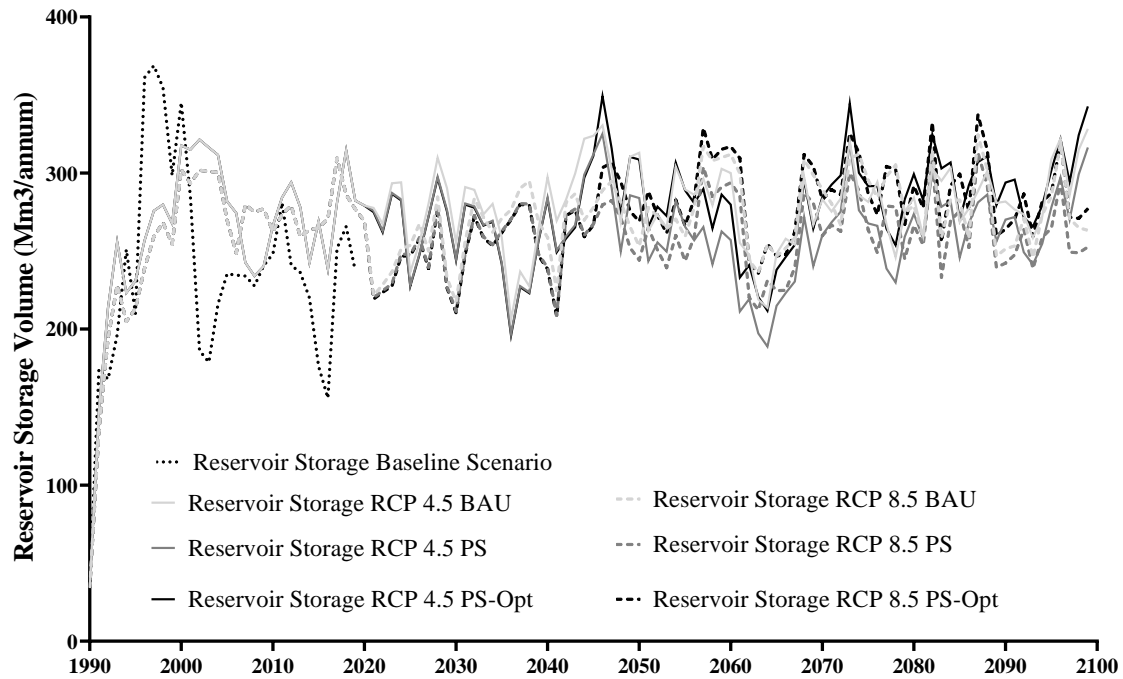 400
300
200
100
0
Reservoir Storage Volume (Mm3/annum)
Reservoir Storage Baseline Scenario
Reservoir Storage RCP 4.5 BAU
Reservoir Storage RCP 8.5 BAU
Reservoir Storage RCP 4.5 PS
Reservoir Storage RCP 8.5 PS
Reservoir Storage RCP 4.5 PS-Opt
Reservoir Storage RCP 8.5 PS-Opt
1990 2000 2010 2020 2030 2040 2050 2060 2070 2080 2090 2100